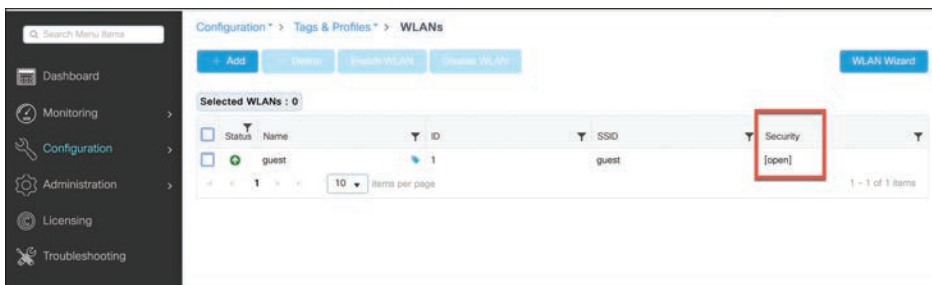 Search Menu Items
Configuration > Tags & Profiles > WLANs
+ Add Delete Enable WLAN Disable WLAN WLAN Wizard
Dashboard
Selected WLANs : 0
Monitoring
Status Name ID SSID Security
Configuration
guest 1 guest [open]
1 10 items per page 1 - 1 of 1 items
Administration
Licensing
Troubleshooting